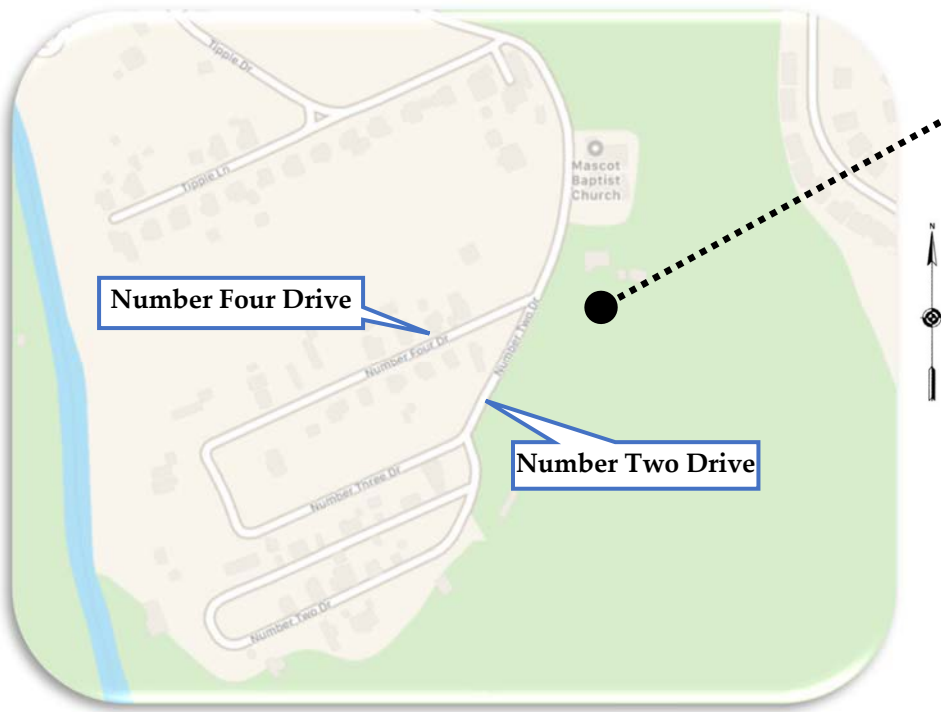 Tipple Dr
N
Mascot
Baptist
Church
Tipple Ln
Number Four Drive
Number Two Dr
Number Four Dr
Number Two Drive
Number Three Dr
Number Two Dr